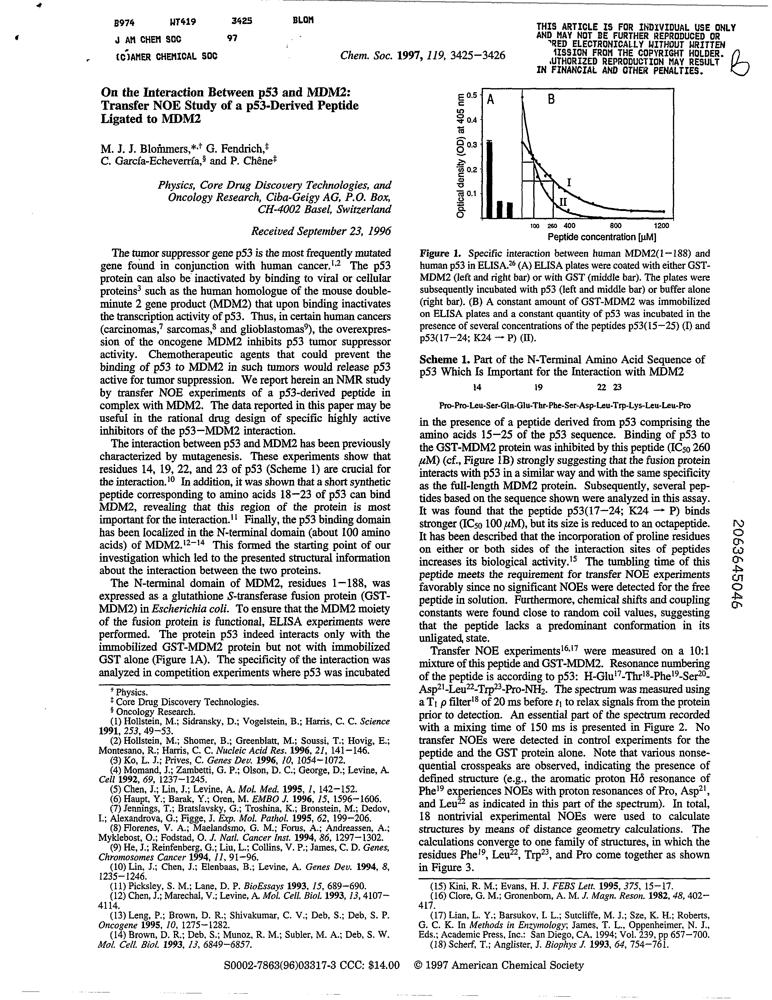 B974 WT419 3425 BLOM
J AM CHEM SOC 97
(C)AMER CHEMICAL SOC
THIS ARTICLE IS FOR INDIVIDUAL USE ONLY
AND MAY NOT BE FURTHER REPRODUCED OR
RED ELECTRONICALLY WITHOUT WRITTEN
ISSION FROM THE COPYRIGHT HOLDER.
UTHORIZED REPRODUCTION MAY RESULT
IN FINANCIAL AND OTHER PENALTIES.
Chem. Soc. 1997, 119, 3425−3426
On the Interaction Between p53 and MDM2:
Transfer NOE Study of a p53-Derived Peptide
Ligated to MDM2
M. J. J. Blommers,*,† G. Fendrich,‡
C. García-Echeverría,§ and P. Chêne‡
Physics, Core Drug Discovery Technologies, and
Oncology Research, Ciba-Geigy AG, P.O. Box,
CH-4002 Basel, Switzerland
Received September 23, 1996
The tumor suppressor gene p53 is the most frequently mutated
gene found in conjunction with human cancer.1,2 The p53
protein can also be inactivated by binding to viral or cellular
proteins3 such as the human homologue of the mouse double-
minute 2 gene product (MDM2) that upon binding inactivates
the transcription activity of p53. Thus, in certain human cancers
(carcinomas,7 sarcomas,8 and glioblastomas9), the overexpres-
sion of the oncogene MDM2 inhibits p53 tumor suppressor
activity. Chemotherapeutic agents that could prevent the
binding of p53 to MDM2 in such tumors would release p53
active for tumor suppression. We report herein an NMR study
by transfer NOE experiments of a p53-derived peptide in
complex with MDM2. The data reported in this paper may be
useful in the rational drug design of specific highly active
inhibitors of the p53−MDM2 interaction.
The interaction between p53 and MDM2 has been previously
characterized by mutagenesis. These experiments show that
residues 14, 19, 22, and 23 of p53 (Scheme 1) are crucial for
the interaction.10 In addition, it was shown that a short synthetic
peptide corresponding to amino acids 18−23 of p53 can bind
MDM2, revealing that this region of the protein is most
important for the interaction.11 Finally, the p53 binding domain
has been localized in the N-terminal domain (about 100 amino
acids) of MDM2.12−14 This formed the starting point of our
investigation which led to the presented structural information
about the interaction between the two proteins.
The N-terminal domain of MDM2, residues 1−188, was
expressed as a glutathione S-transferase fusion protein (GST-
MDM2) in Escherichia coli. To ensure that the MDM2 moiety
of the fusion protein is functional, ELISA experiments were
performed. The protein p53 indeed interacts only with the
immobilized GST-MDM2 protein but not with immobilized
GST alone (Figure 1A). The specificity of the interaction was
analyzed in competition experiments where p53 was incubated
† Physics.
‡ Core Drug Discovery Technologies.
§ Oncology Research.
(1) Hollstein, M.; Sidransky, D.; Vogelstein, B.; Harris, C. C. Science
1991, 253, 49−53.
(2) Hollstein, M.; Shomer, B.; Greenblatt, M.; Soussi, T.; Hovig, E.;
Montesano, R.; Harris, C. C. Nucleic Acid Res. 1996, 21, 141−146.
(3) Ko, L. J.; Prives, C. Genes Dev. 1996, 10, 1054−1072.
(4) Momand, J.; Zambetti, G. P.; Olson, D. C.; George, D.; Levine, A.
Cell 1992, 69, 1237−1245.
(5) Chen, J.; Lin, J.; Levine, A. Mol. Med. 1995, 1, 142−152.
(6) Haupt, Y.; Barak, Y.; Oren, M. EMBO J. 1996, 15, 1596−1606.
(7) Jennings, T.; Bratslavsky, G.; Troshina, K.; Bronstein, M.; Dedov,
I.; Alexandrova, G.; Figge, J. Exp. Mol. Pathol. 1995, 62, 199−206.
(8) Florenes, V. A.; Maelandsmo, G. M.; Forus, A.; Andreassen, A.;
Myklebost, O.; Fodstad, O. J. Natl. Cancer Inst. 1994, 86, 1297−1302.
(9) He, J.; Reinfenberg, G.; Liu, L.; Collins, V. P.; James, C. D. Genes,
Chromosomes Cancer 1994, 11, 91−96.
(10) Lin, J.; Chen, J.; Elenbaas, B.; Levine, A. Genes Dev. 1994, 8,
1235−1246.
(11) Picksley, S. M.; Lane, D. P. BioEssays 1993, 15, 689−690.
(12) Chen, J.; Marechal, V.; Levine, A. Mol. Cell. Biol. 1993, 13, 4107−
4114.
(13) Leng, P.; Brown, D. R.; Shivakumar, C. V.; Deb, S.; Deb, S. P.
Oncogene 1995, 10, 1275−1282.
(14) Brown, D. R.; Deb, S.; Munoz, R. M.; Subler, M. A.; Deb, S. W.
Mol. Cell. Biol. 1993, 13, 6849−6857.
Optical density (OD) at 405 nm
0.5
0.4
0.3
0.2
0.1
A B
I
II
100 260 400 800 1200
Peptide concentration [μM]
Figure 1. Specific interaction between human MDM2(1−188) and
human p53 in ELISA.26 (A) ELISA plates were coated with either GST-
MDM2 (left and right bar) or with GST (middle bar). The plates were
subsequently incubated with p53 (left and middle bar) or buffer alone
(right bar). (B) A constant amount of GST-MDM2 was immobilized
on ELISA plates and a constant quantity of p53 was incubated in the
presence of several concentrations of the peptides p53(15−25) (I) and
p53(17−24; K24 → P) (II).
Scheme 1. Part of the N-Terminal Amino Acid Sequence of
p53 Which Is Important for the Interaction with MDM2
14 19 22 23
Pro-Pro-Leu-Ser-Gln-Glu-Thr-Phe-Ser-Asp-Leu-Trp-Lys-Leu-Leu-Pro
in the presence of a peptide derived from p53 comprising the
amino acids 15−25 of the p53 sequence. Binding of p53 to
the GST-MDM2 protein was inhibited by this peptide (IC50 260
μM) (cf., Figure 1B) strongly suggesting that the fusion protein
interacts with p53 in a similar way and with the same specificity
as the full-length MDM2 protein. Subsequently, several pep-
tides based on the sequence shown were analyzed in this assay.
It was found that the peptide p53(17−24; K24 → P) binds
stronger (IC50 100 μM), but its size is reduced to an octapeptide.
It has been described that the incorporation of proline residues
on either or both sides of the interaction sites of peptides
increases its biological activity.15 The tumbling time of this
peptide meets the requirement for transfer NOE experiments
favorably since no significant NOEs were detected for the free
peptide in solution. Furthermore, chemical shifts and coupling
constants were found close to random coil values, suggesting
that the peptide lacks a predominant conformation in its
unligated, state.
Transfer NOE experiments16,17 were measured on a 10:1
mixture of this peptide and GST-MDM2. Resonance numbering
of the peptide is according to p53: H-Glu17-Thr18-Phe19-Ser20-
Asp21-Leu22-Trp23-Pro-NH2. The spectrum was measured using
a T1 ρ filter18 of 20 ms before t1 to relax signals from the protein
prior to detection. An essential part of the spectrum recorded
with a mixing time of 150 ms is presented in Figure 2. No
transfer NOEs were detected in control experiments for the
peptide and the GST protein alone. Note that various nonse-
quential crosspeaks are observed, indicating the presence of
defined structure (e.g., the aromatic proton Hδ resonance of
Phe19 experiences NOEs with proton resonances of Pro, Asp21,
and Leu22 as indicated in this part of the spectrum). In total,
18 nontrivial experimental NOEs were used to calculate
structures by means of distance geometry calculations. The
calculations converge to one family of structures, in which the
residues Phe19, Leu22, Trp23, and Pro come together as shown
in Figure 3.
(15) Kini, R. M.; Evans, H. J. FEBS Lett. 1995, 375, 15−17.
(16) Clore, G. M.; Gronenborn, A. M. J. Magn. Reson. 1982, 48, 402−
417.
(17) Lian, L. Y.; Barsukov, I. L.; Sutcliffe, M. J.; Sze, K. H.; Roberts,
G. C. K. In Methods in Enzymology; James, T. L., Oppenheimer, N. J.,
Eds.; Academic Press, Inc.: San Diego, CA, 1994; Vol. 239, pp 657−700.
(18) Scherf, T.; Anglister, J. Biophys J. 1993, 64, 754−761.
2063645046
S0002-7863(96)03317-3 CCC: $14.00 © 1997 American Chemical Society